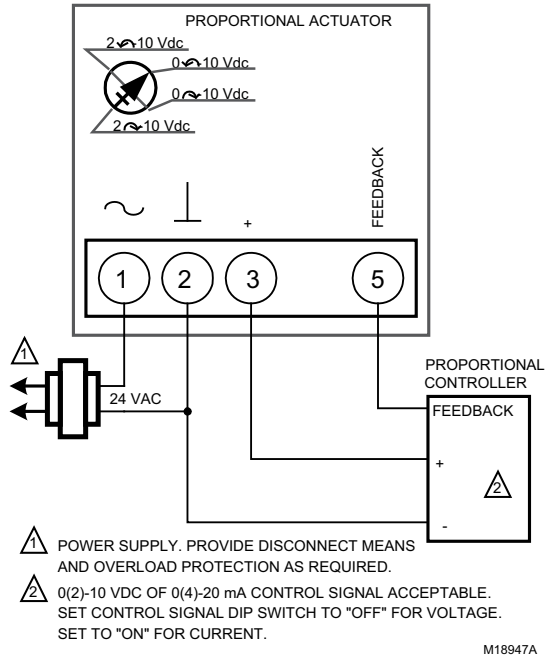 PROPORTIONAL ACTUATOR
2 10 Vdc
0 10 Vdc
0 10 Vdc
2 10 Vdc
FEEDBACK
+
1
2
3
5
1
24 VAC
PROPORTIONAL
CONTROLLER
FEEDBACK
+
2
-
1 POWER SUPPLY. PROVIDE DISCONNECT MEANS
AND OVERLOAD PROTECTION AS REQUIRED.
2 0(2)-10 VDC OF 0(4)-20 mA CONTROL SIGNAL ACCEPTABLE.
SET CONTROL SIGNAL DIP SWITCH TO "OFF" FOR VOLTAGE.
SET TO "ON" FOR CURRENT.
M18947A